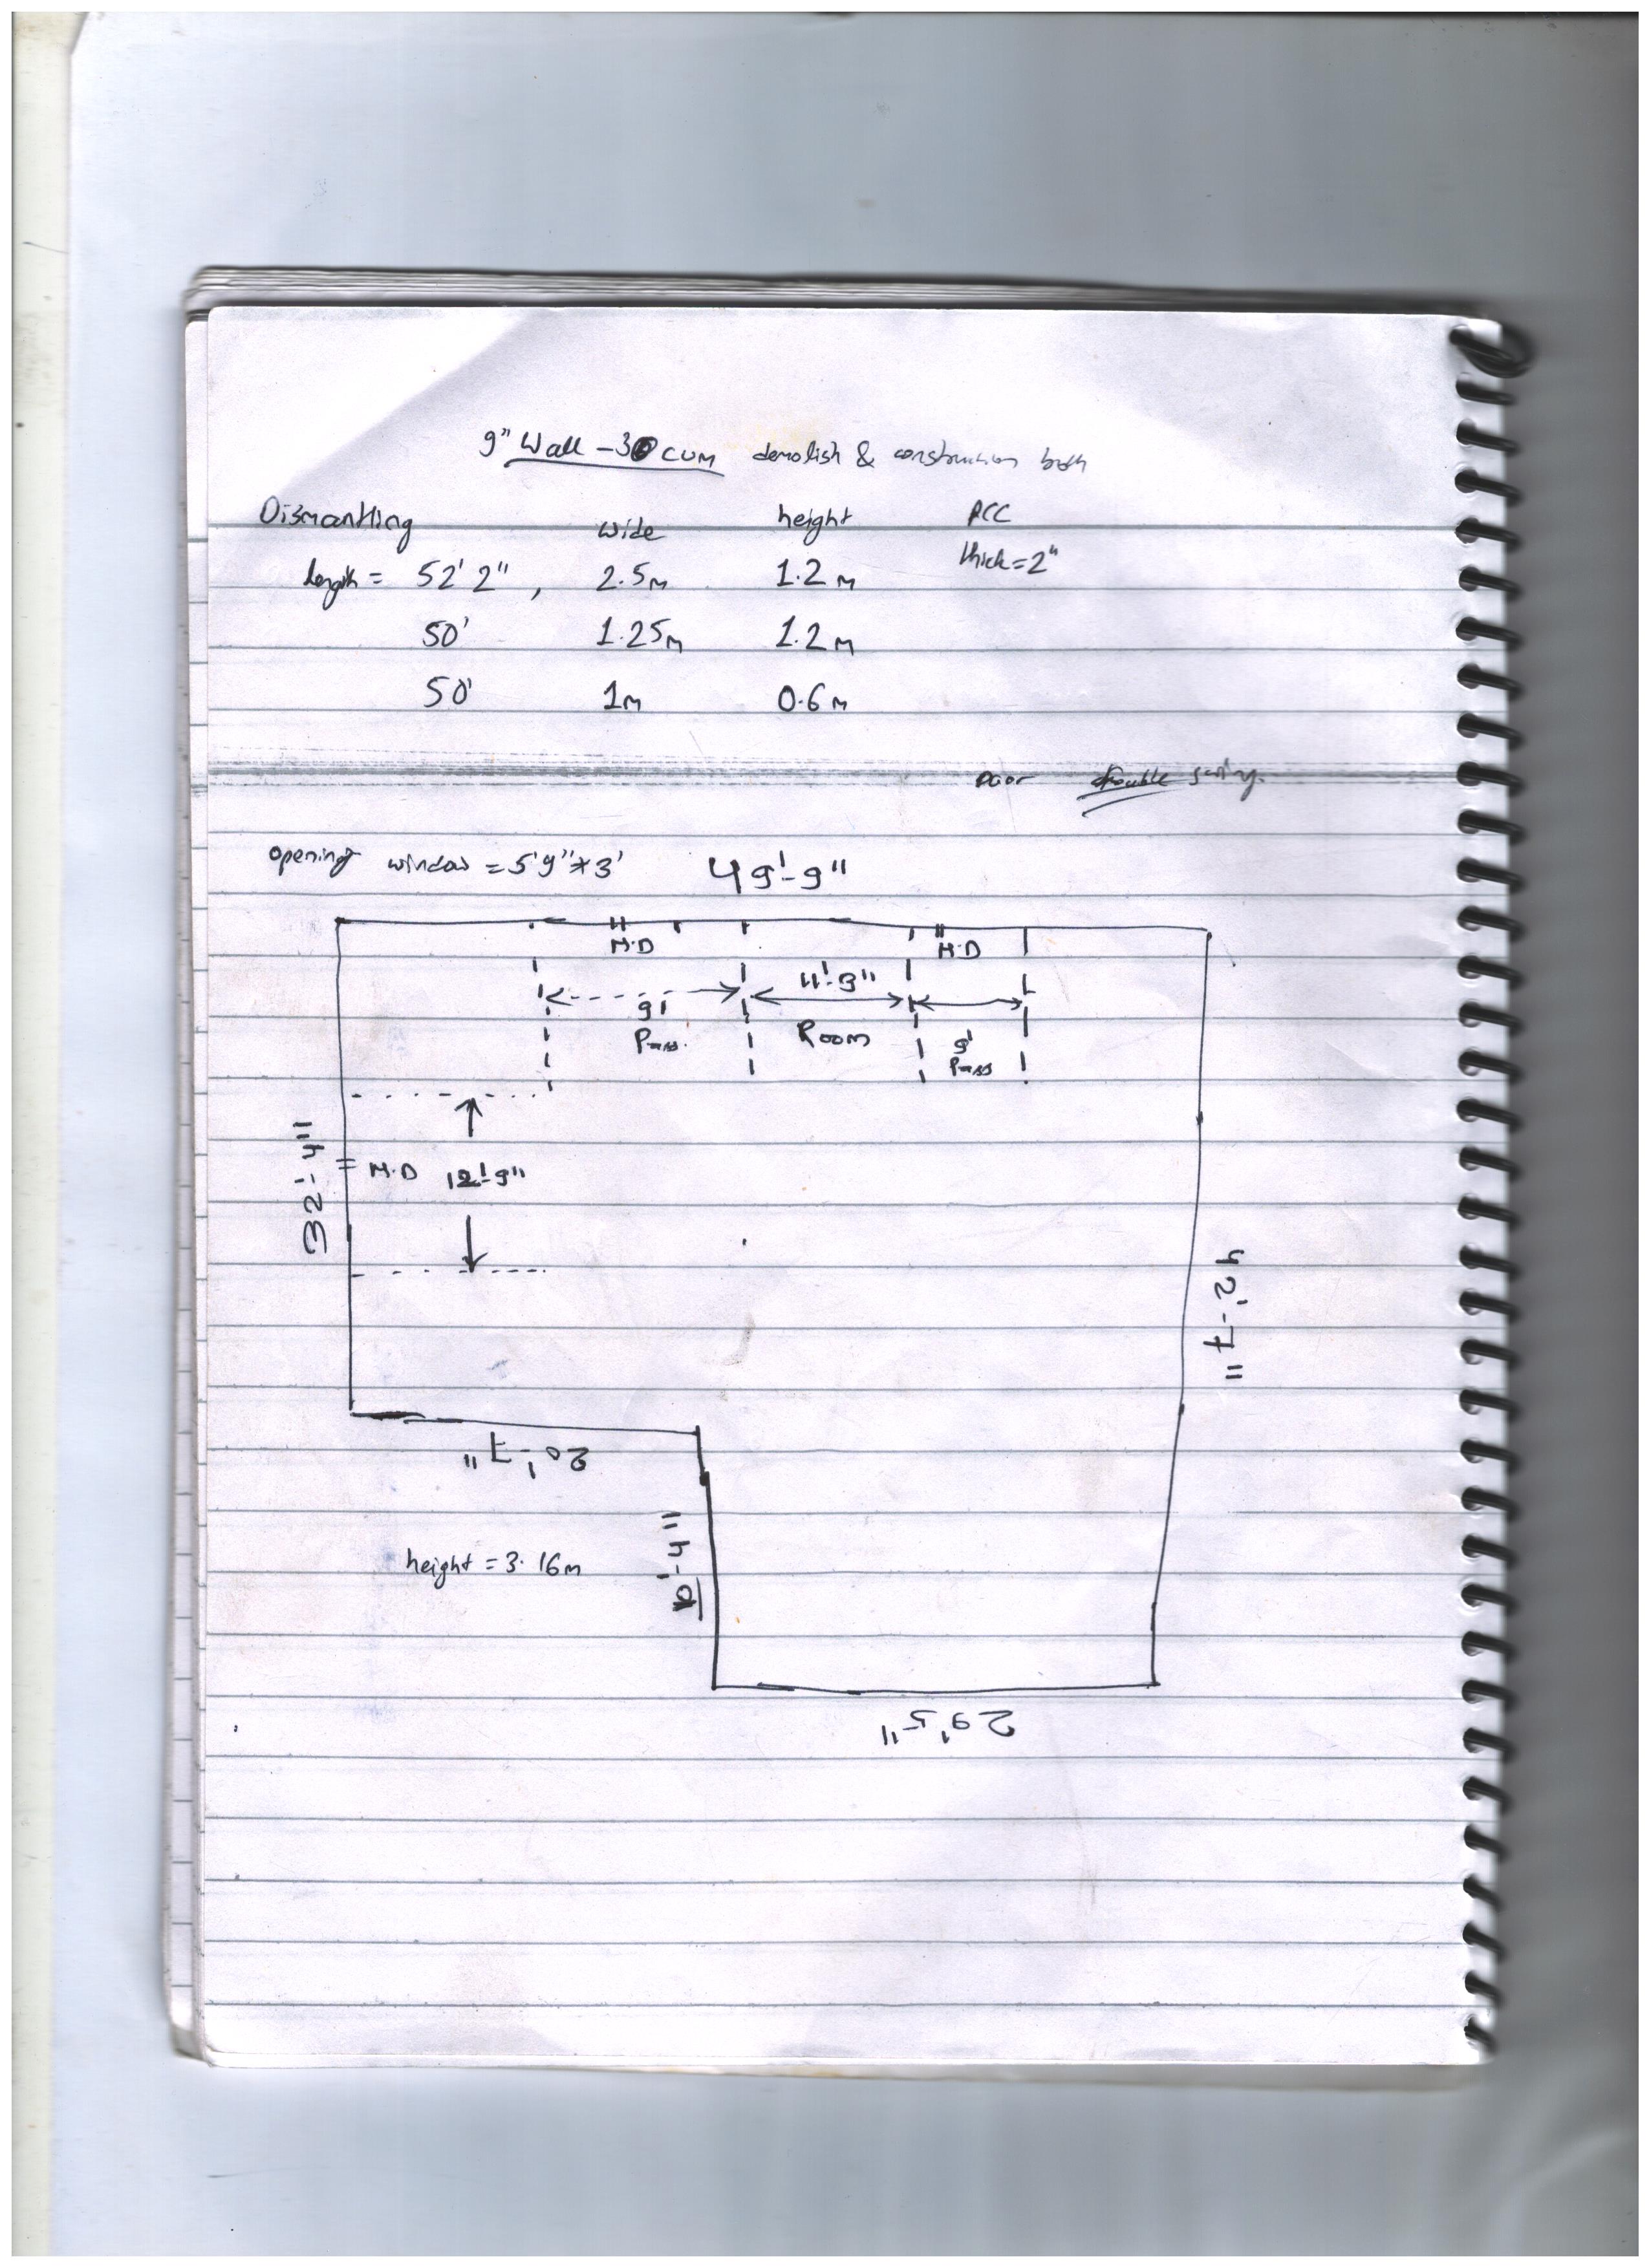 9" Wall - 30 cum demolish & construction both
Dismantling wide height PCC
thick = 2"
length = 52' 2", 2.5m 1.2m
50' 1.25m 1.2m
50' 1m 0.6m
Door double swing.
opening window = 5'9"*3' 49'-9"
M.D M.D
11'-9"
9' Room 9'
Pass. Pass
32'-4"
M.D 12'-9"
42'-7"
20'-7"
height = 3.16m
10'-4"
29'5"